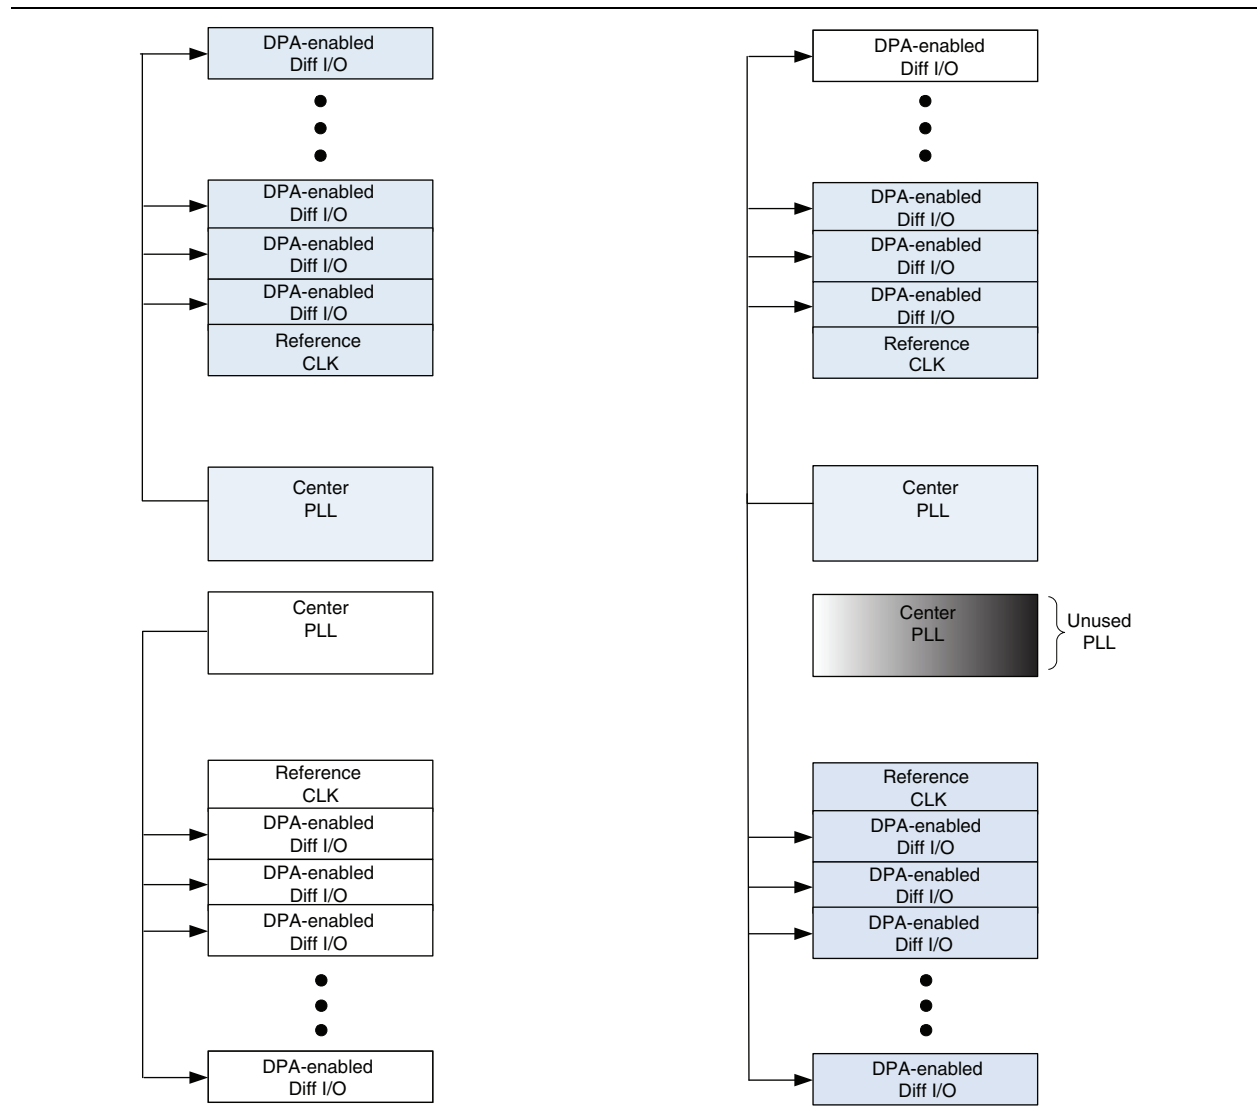 DPA-enabled
Diff I/O
DPA-enabled
Diff I/O
DPA-enabled
Diff I/O
DPA-enabled
Diff I/O
Reference
CLK
Center
PLL
Center
PLL
Reference
CLK
DPA-enabled
Diff I/O
DPA-enabled
Diff I/O
DPA-enabled
Diff I/O
DPA-enabled
Diff I/O
DPA-enabled
Diff I/O
DPA-enabled
Diff I/O
DPA-enabled
Diff I/O
DPA-enabled
Diff I/O
Reference
CLK
Center
PLL
Center
PLL
Unused
PLL
Reference
CLK
DPA-enabled
Diff I/O
DPA-enabled
Diff I/O
DPA-enabled
Diff I/O
DPA-enabled
Diff I/O